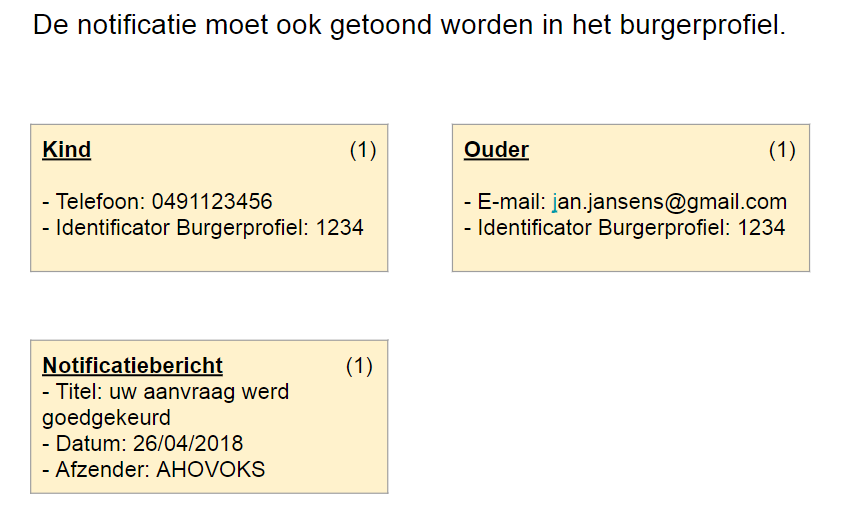 De notificatie moet ook getoond worden in het burgerprofiel.
Kind (1)
- Telefoon: 0491123456
- Identificator Burgerprofiel: 1234
Ouder (1)
- E-mail: jan.jansens@gmail.com
- Identificator Burgerprofiel: 1234
Notificatiebericht (1)
- Titel: uw aanvraag werd
goedgekeurd
- Datum: 26/04/2018
- Afzender: AHOVOKS